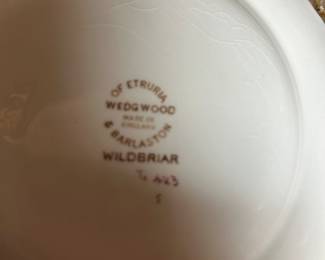 OF ETRURIA
WEDGWOOD
MADE IN
ENGLAND
& BARLASTON
WILDBRIAR